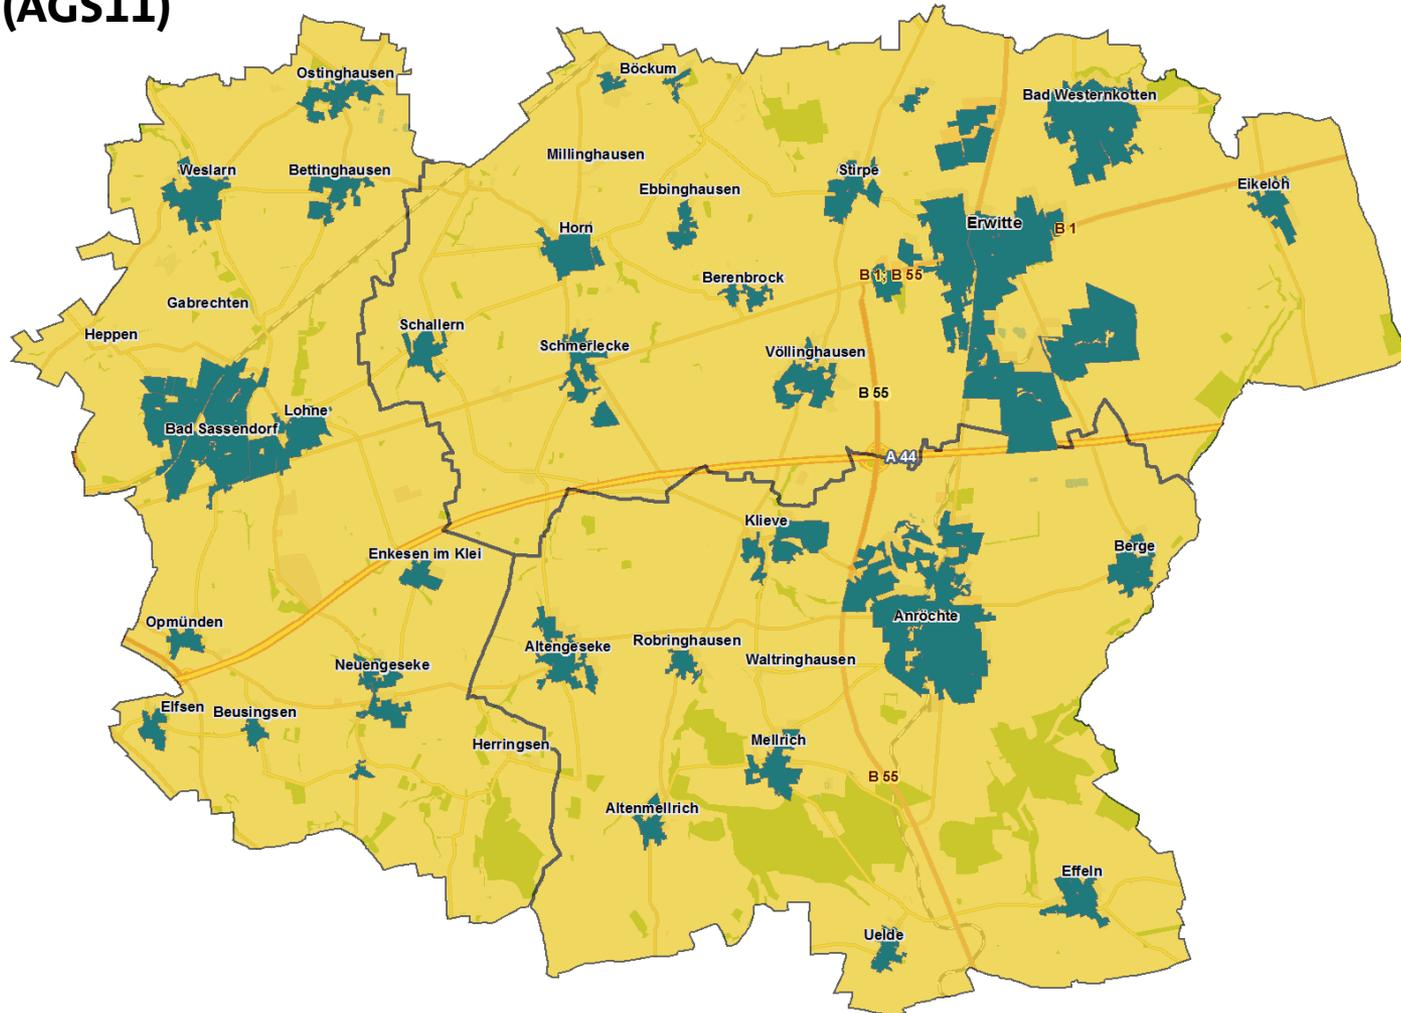 (AGS11)
Ostinghausen
Böckum
Bad Westernkotten
Weslarn
Bettinghausen
Millinghausen
Stirpe
Ebbinghausen
Eikeloh
Horn
Erwitte
B 1
Gabrechten
Berenbrock
B 1; B 55
Heppen
Schallern
Schmerlecke
Völlinghausen
B 55
Lohne
Bad Sassendorf
A 44
Klieve
Enkesen im Klei
Berge
Opmünden
Anröchte
Altengeseke
Robringhausen
Waltringhausen
Neuengeseke
Elfsen
Beusingsen
Herringsen
Mellrich
B 55
Altenmellrich
Effeln
Uelde